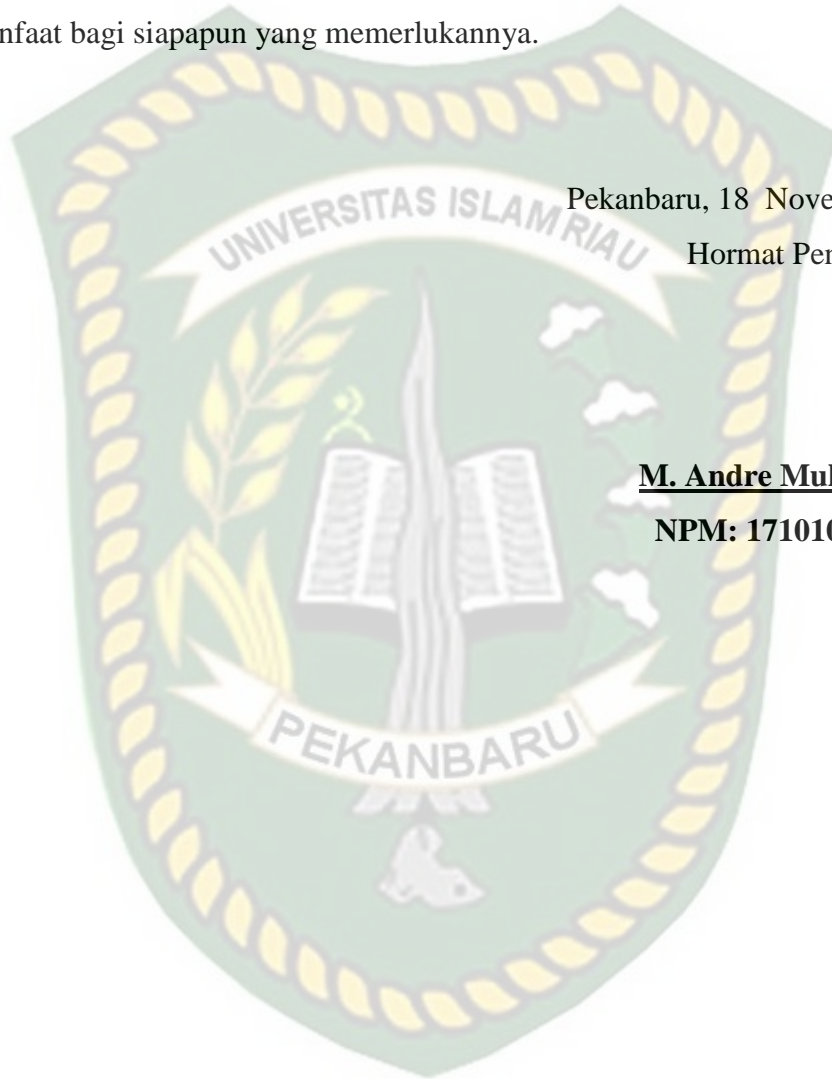 nfaat bagi siapapun yang memerlukannya.
UNIVERSITAS ISLAM RIAU
Pekanbaru, 18 Nove
Hormat Pen
M. Andre Mul
NPM: 171010
PEKANBARU